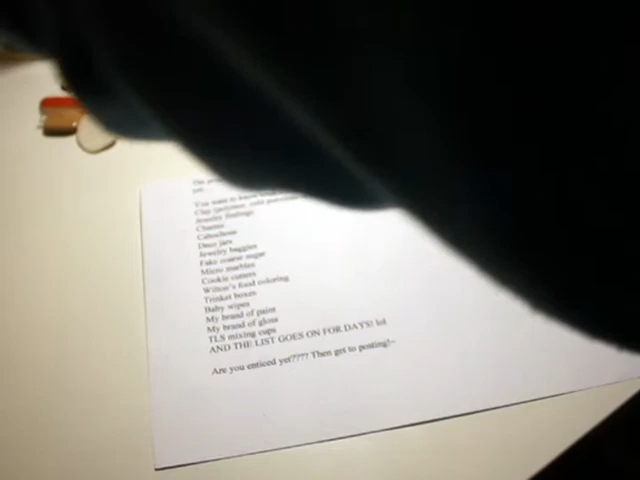 yet..
You want to know
Clay (polymer, cold porcelain
Jewelry findings
Charms
Cabochons
Deco jars
Jewelry baggies
Fake coarse sugar
Micro marbles
Cookie cutters
Wilton's food coloring
Trinket boxes
Baby wipes
My brand of paint
My brand of gloss
TLS mixing cups
AND THE LIST GOES ON FOR DAYS! lol
Are you enticed yet???? Then get to posting!~